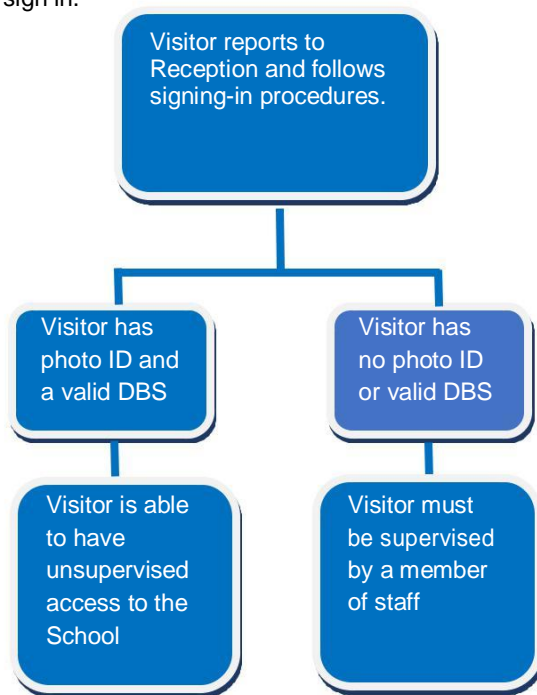 sign in.
Visitor reports to
Reception and follows
signing-in procedures.
Visitor has
photo ID and
a valid DBS
Visitor has
no photo ID
or valid DBS
Visitor is able
to have
unsupervised
access to the
School
Visitor must
be supervised
by a member
of staff